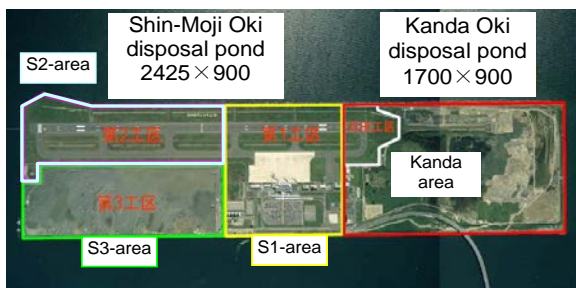 Shin-Moji Oki
disposal pond
2425×900
Kanda Oki
disposal pond
1700×900
S2-area
第2工区
第1工区
第3工区
Kanda
area
S3-area
S1-area